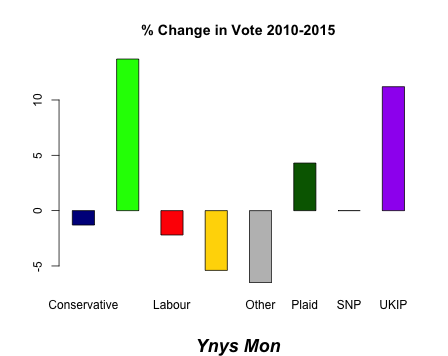 % Change in Vote 2010-2015
10
5
0
-5
Conservative Labour Other Plaid SNP UKIP
Ynys Mon